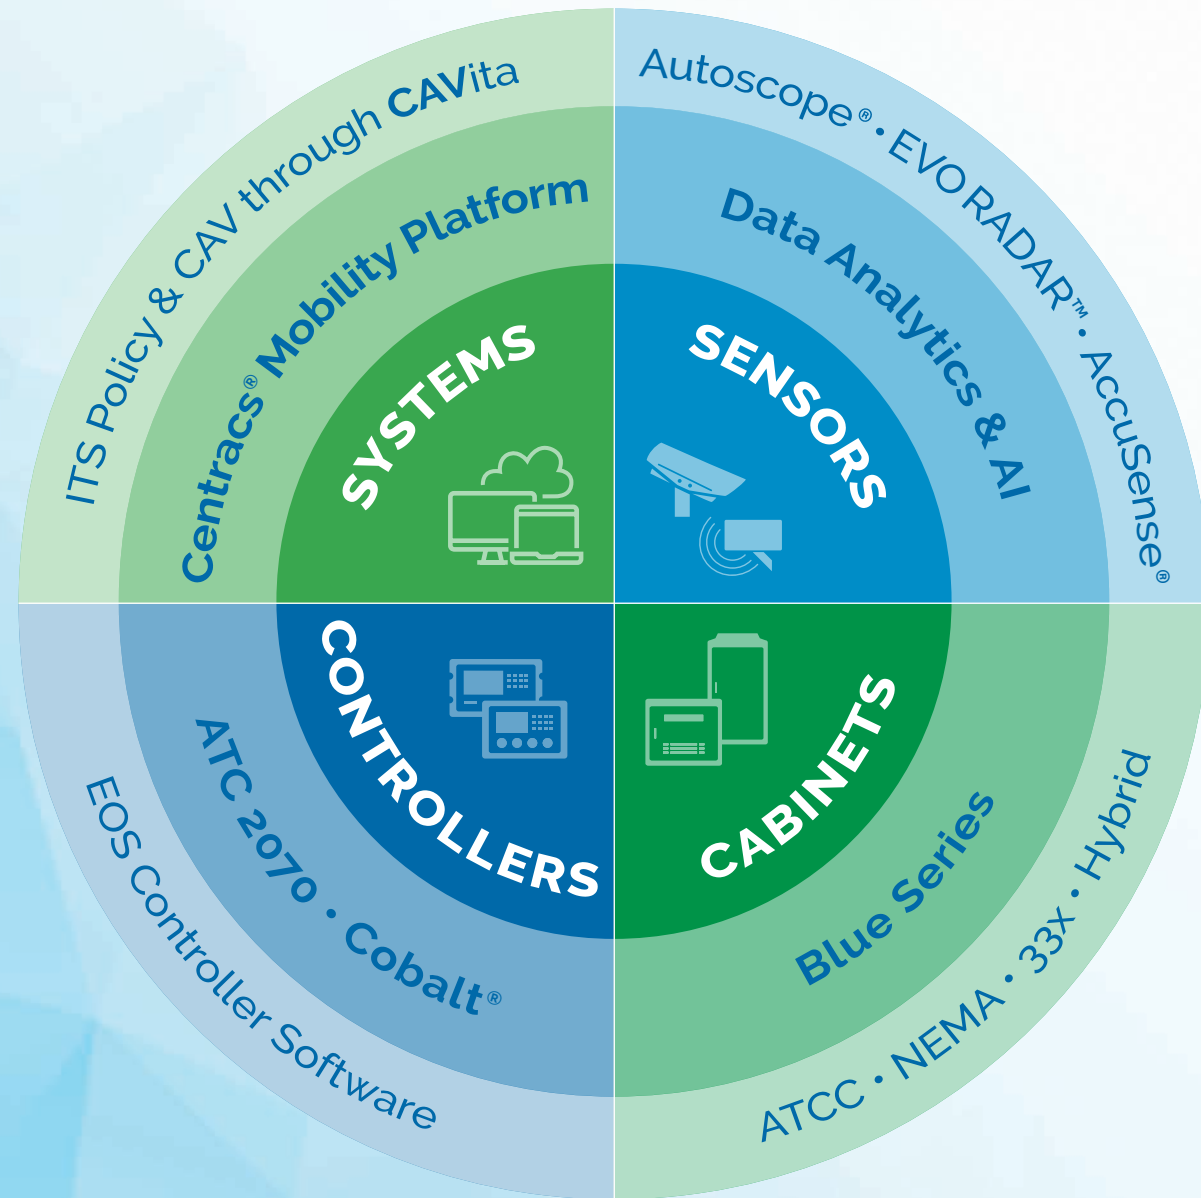 ITS Policy & CAV through CAVita
Centracs® Mobility Platform
SYSTEMS
Autoscope® • EVO RADAR™ • AccuSense®
Data Analytics & AI
SENSORS
CONTROLLERS
ATC 2070 • Cobalt®
EOS Controller Software
CABINETS
Blue Series
ATCC • NEMA • 33x • Hybrid